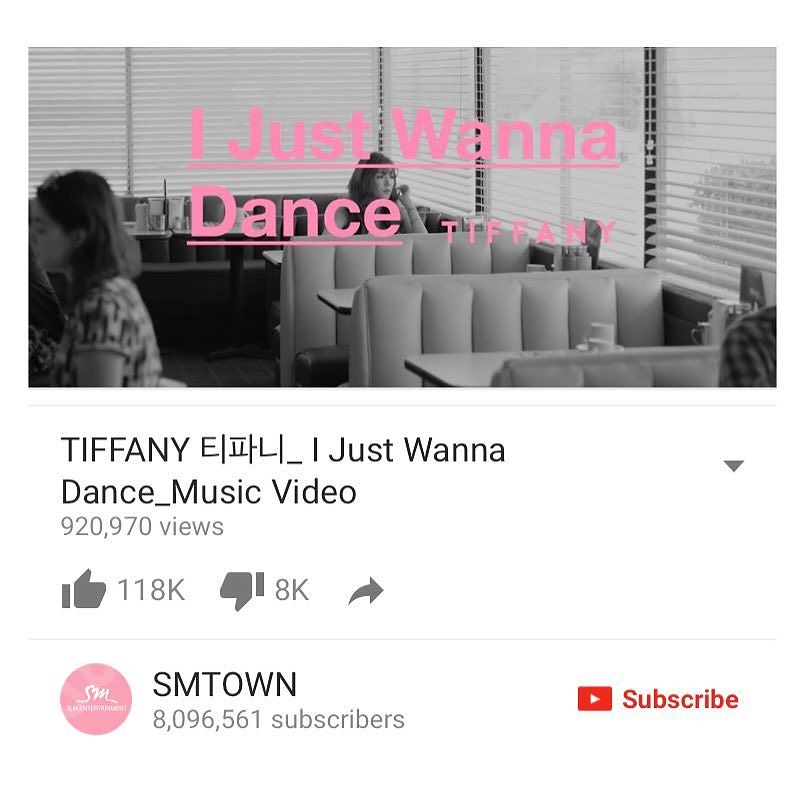 I Just Wanna
Dance TIFFANY
TIFFANY 티파니_ I Just Wanna
Dance_Music Video
920,970 views
118K 8K
SMTOWN
8,096,561 subscribers
Subscribe
SM
S.M.ENTERTAINMENT